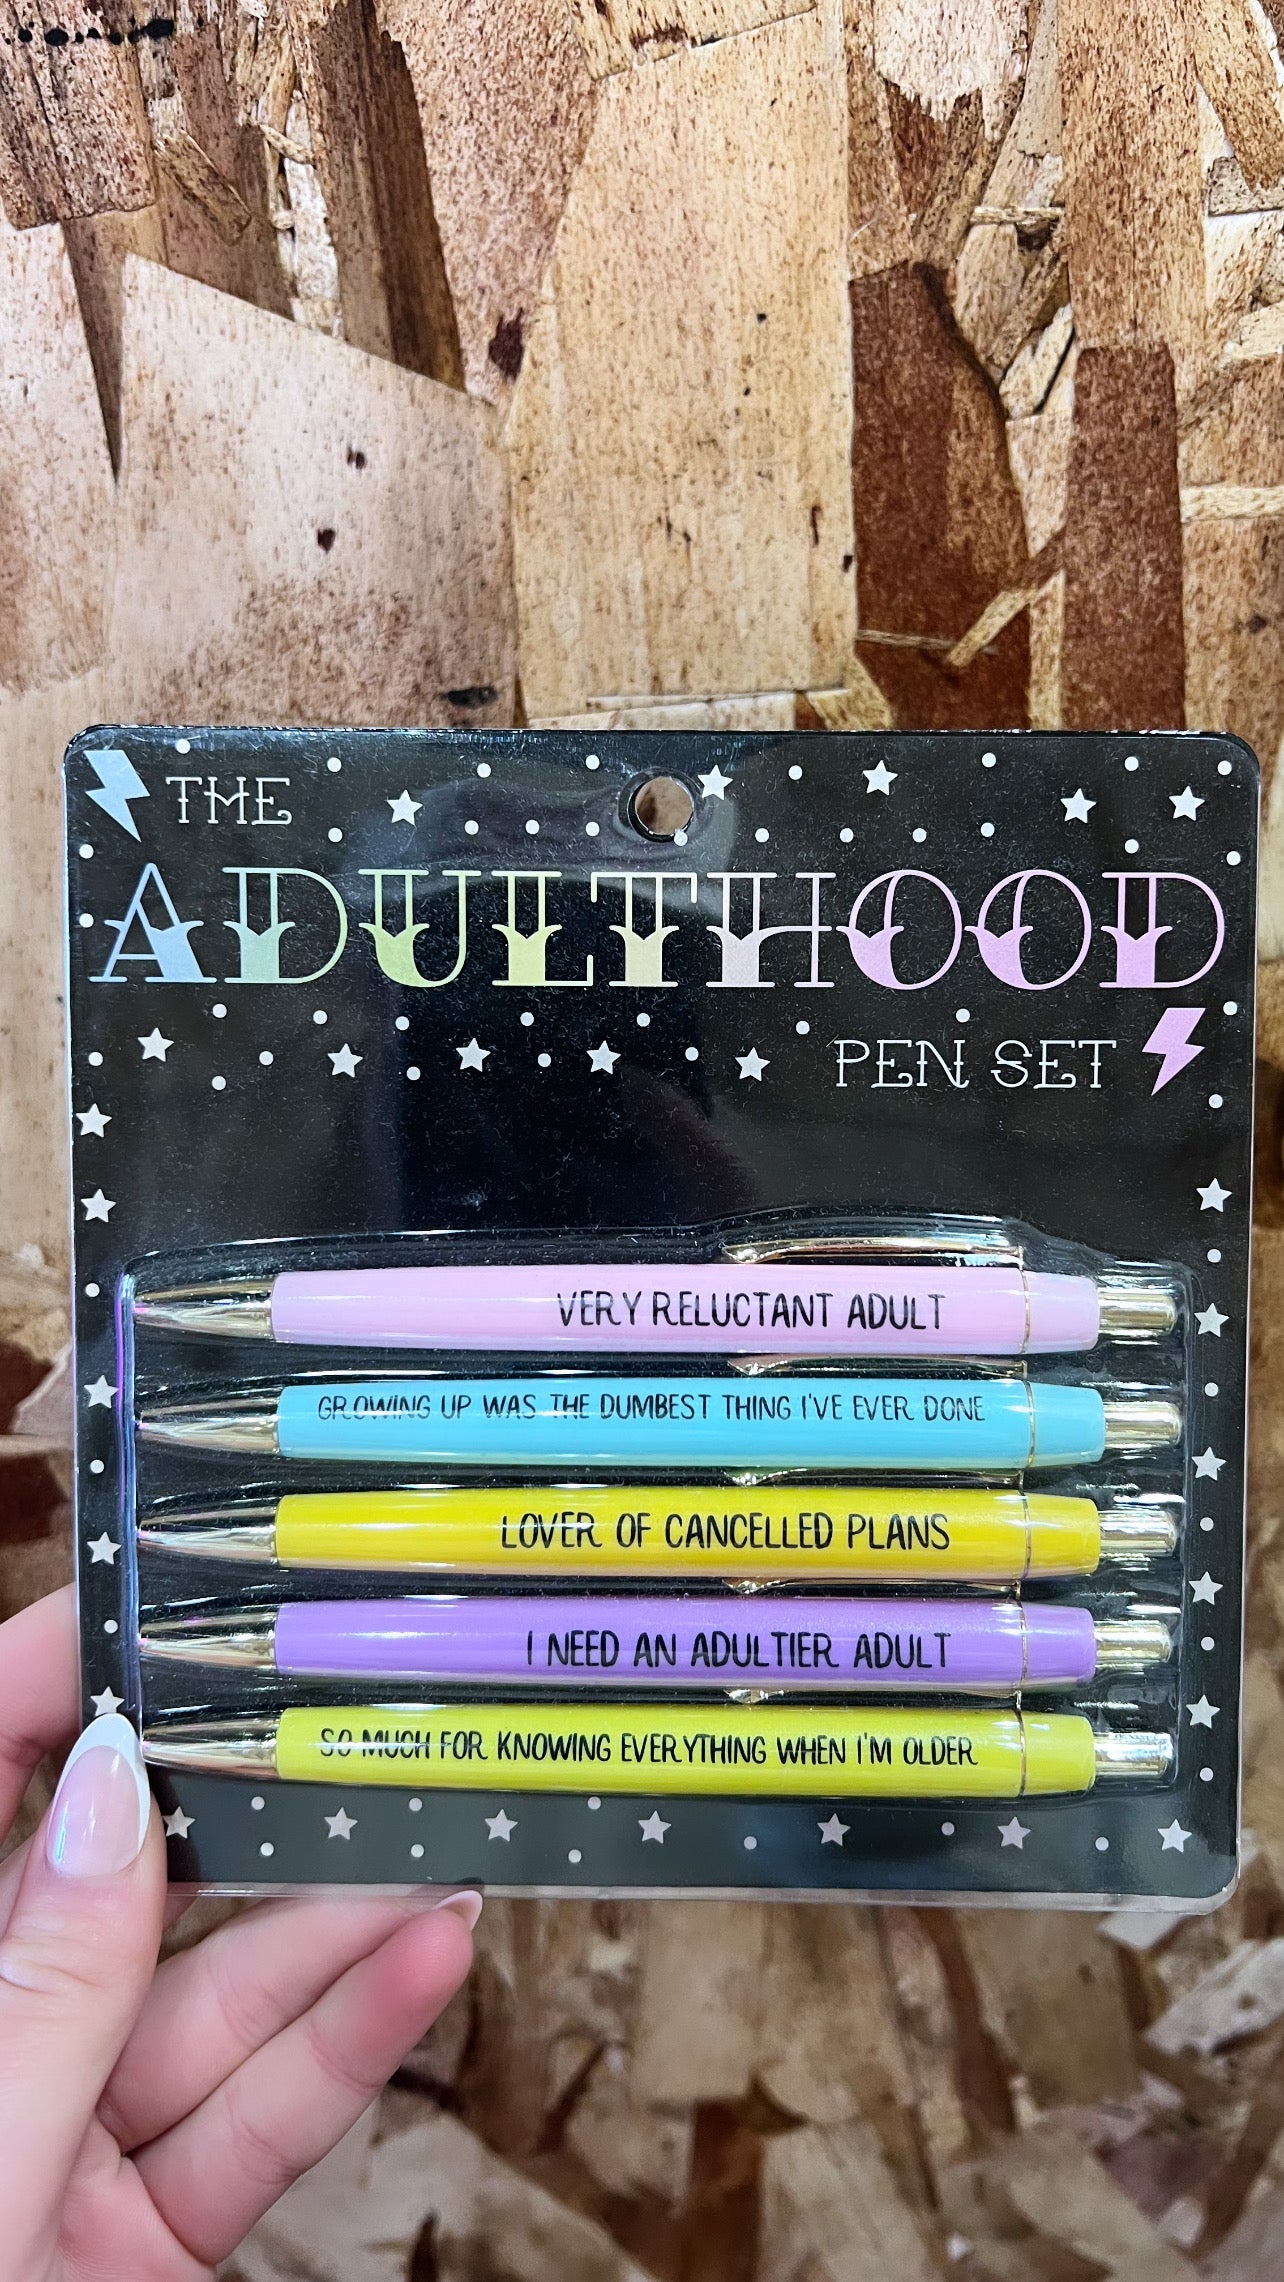 THE
ADULTHOOD
PEN SET
VERY RELUCTANT ADULT
GROWING UP WAS THE DUMBEST THING I'VE EVER DONE
LOVER OF CANCELLED PLANS
I NEED AN ADULTIER ADULT
SO MUCH FOR KNOWING EVERYTHING WHEN I'M OLDER